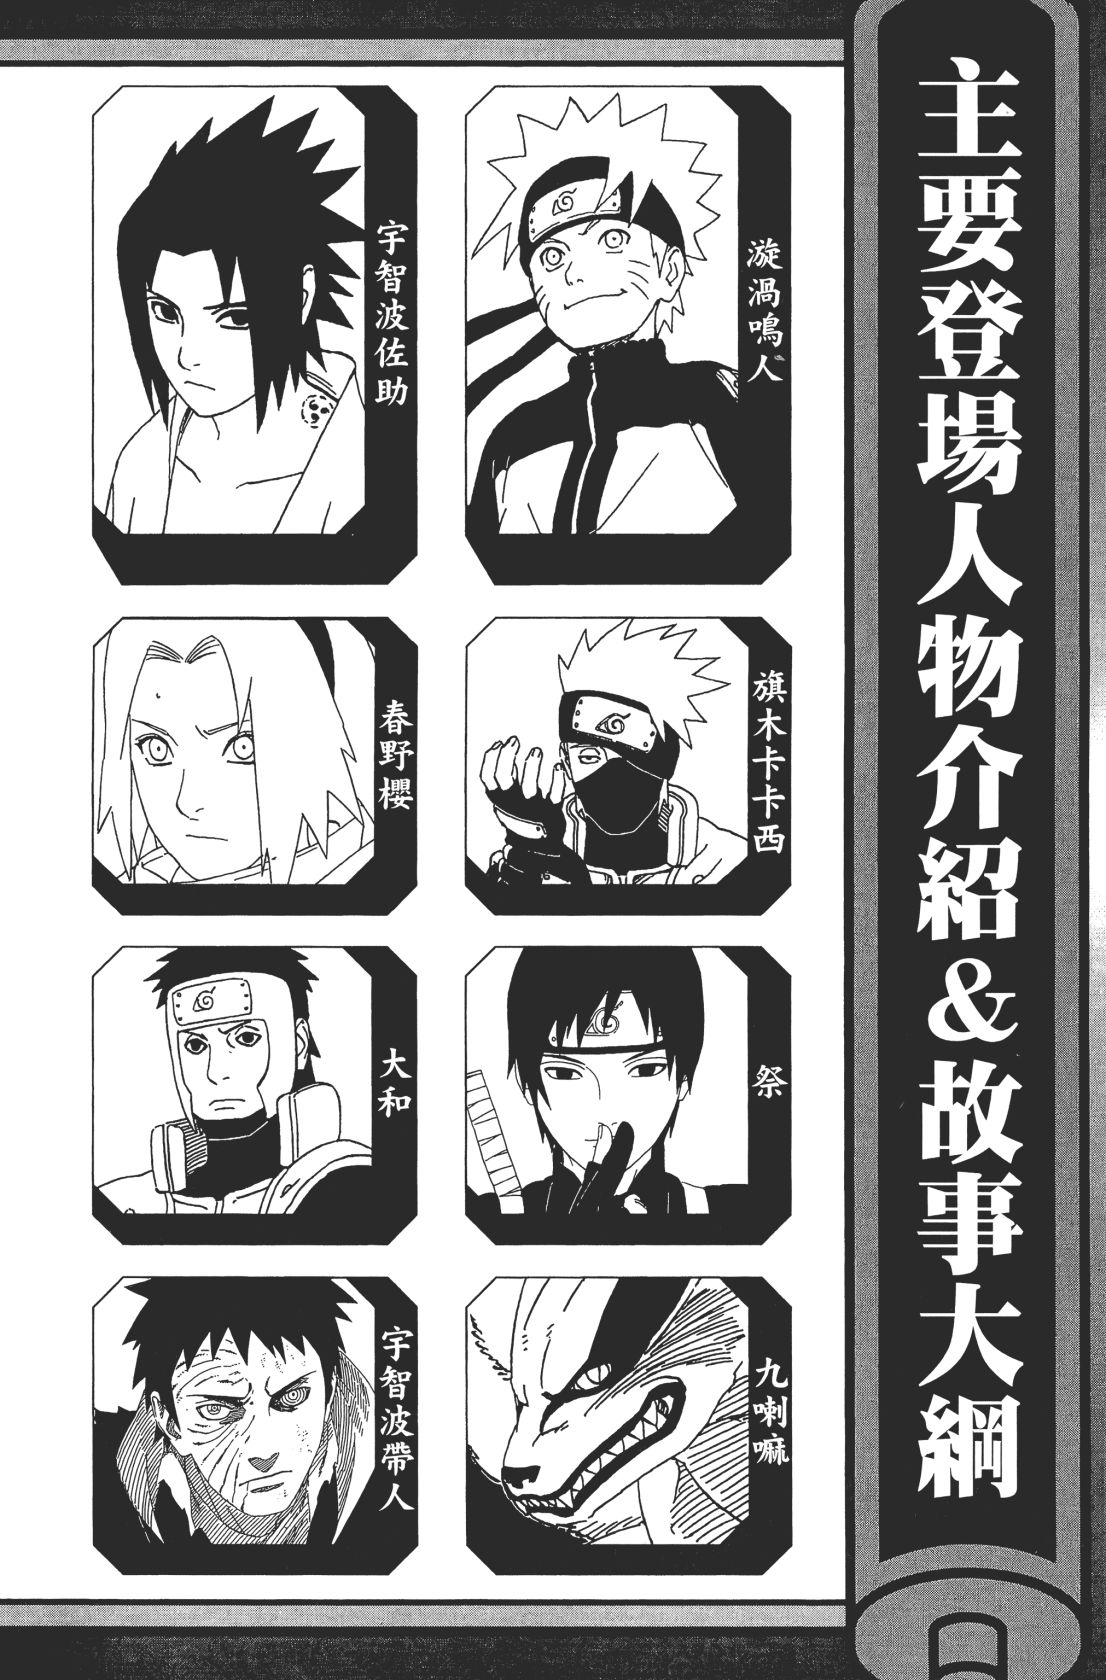 主要登場人物介紹&故事大綱
漩渦鳴人
宇智波佐助
旗木卡卡西
春野櫻
祭
大和
九喇嘛
宇智波帶人